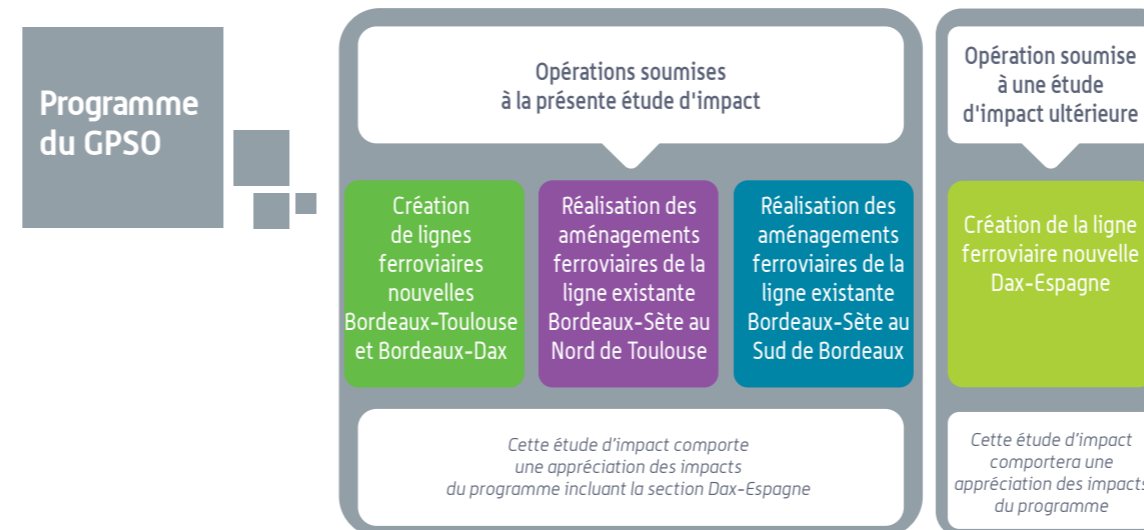 Programme
du GPSO
Opérations soumises
à la présente étude d'impact
Création
de lignes
ferroviaires
nouvelles
Bordeaux-Toulouse
et Bordeaux-Dax
Réalisation des
aménagements
ferroviaires de la
ligne existante
Bordeaux-Sète au
Nord de Toulouse
Réalisation des
aménagements
ferroviaires de la
ligne existante
Bordeaux-Sète au
Sud de Bordeaux
Cette étude d'impact comporte
une appréciation des impacts
du programme incluant la section Dax-Espagne
Opération soumise
à une étude
d'impact ultérieure
Création de la ligne
ferroviaire nouvelle
Dax-Espagne
Cette étude d'impact
comportera une
appréciation des impacts
du programme